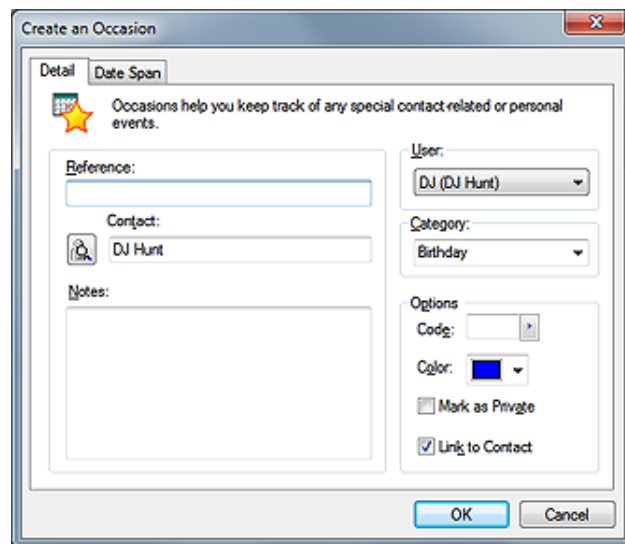 Create an Occasion
Detail
Date Span
Occasions help you keep track of any special contact-related or personal
events.
Reference:
Contact:
DJ Hunt
Notes:
User:
DJ (DJ Hunt)
Category:
Birthday
Options
Code:
Color:
Mark as Private
Link to Contact
OK
Cancel